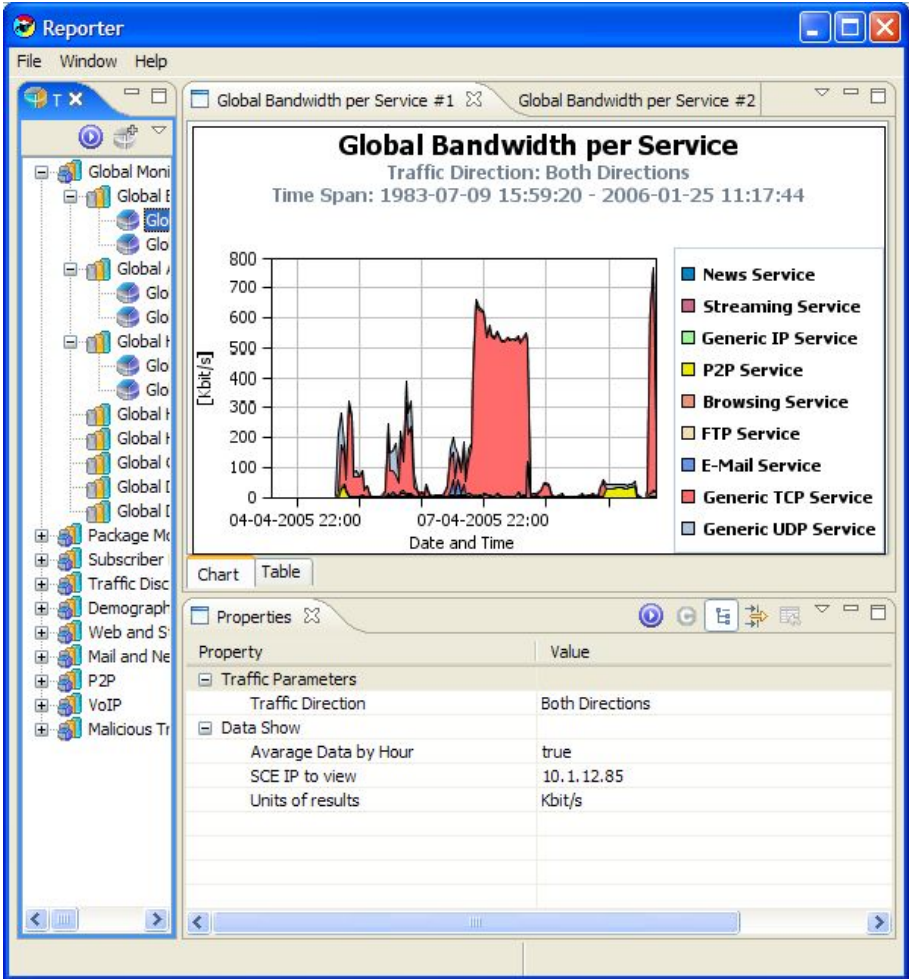 Reporter
File Window Help
T
Global Moni
Global B
Glo
Glo
Global A
Glo
Glo
Global H
Glo
Glo
Global H
Global H
Global
Global
Global
Package Mo
Subscriber
Traffic Disc
Demograph
Web and S
Mail and Ne
P2P
VoIP
Malicious Tr
Global Bandwidth per Service #1
Global Bandwidth per Service #2
Global Bandwidth per Service
Traffic Direction: Both Directions
Time Span: 1983-07-09 15:59:20 - 2006-01-25 11:17:44
[Kbit/s]
800
700
600
500
400
300
200
100
0
04-04-2005 22:00
07-04-2005 22:00
Date and Time
News Service
Streaming Service
Generic IP Service
P2P Service
Browsing Service
FTP Service
E-Mail Service
Generic TCP Service
Generic UDP Service
Chart
Table
Properties
Property Value
Traffic Parameters
Traffic Direction Both Directions
Data Show
Avarage Data by Hour true
SCE IP to view 10.1.12.85
Units of results Kbit/s